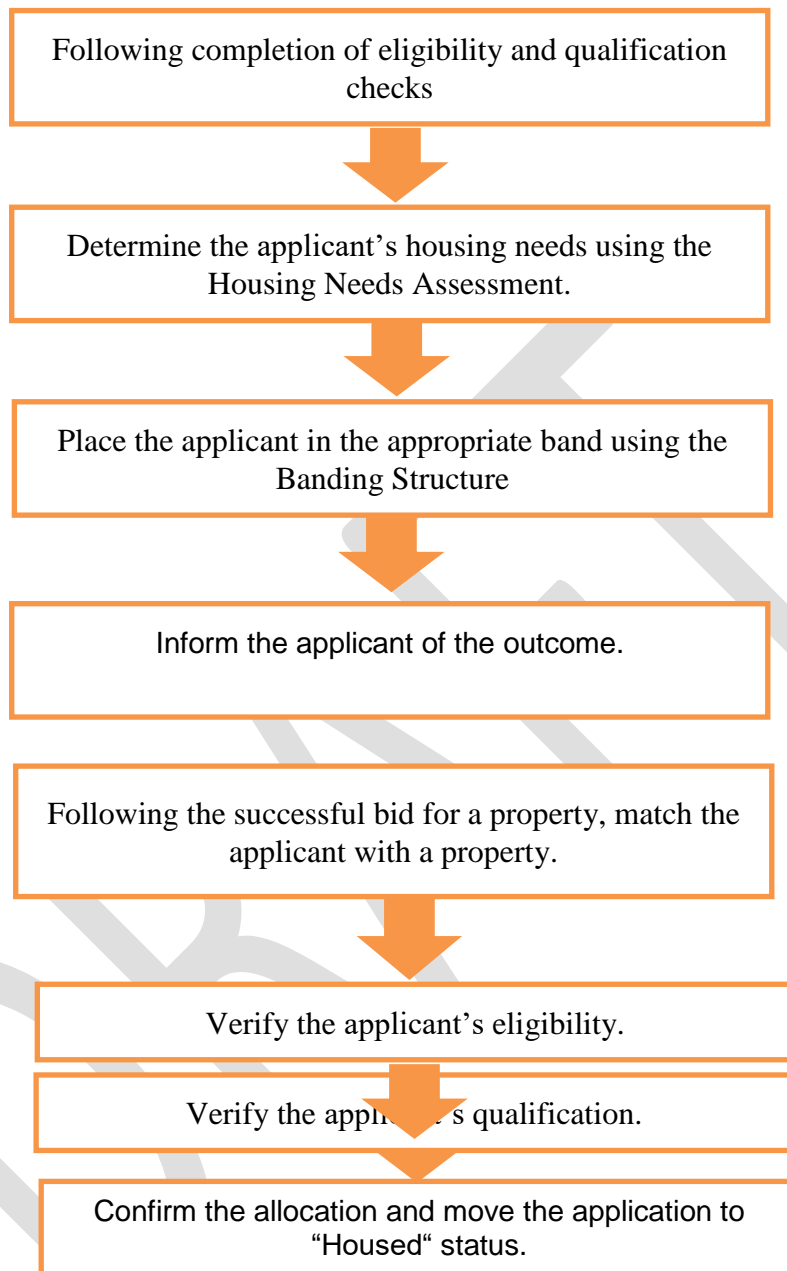 Following completion of eligibility and qualification
checks
Determine the applicant’s housing needs using the
Housing Needs Assessment.
Place the applicant in the appropriate band using the
Banding Structure
Inform the applicant of the outcome.
Following the successful bid for a property, match the
applicant with a property.
Verify the applicant’s eligibility.
Verify the ’s qualification.
Confirm the allocation and move the application to
“Housed“ status.
DRAFT